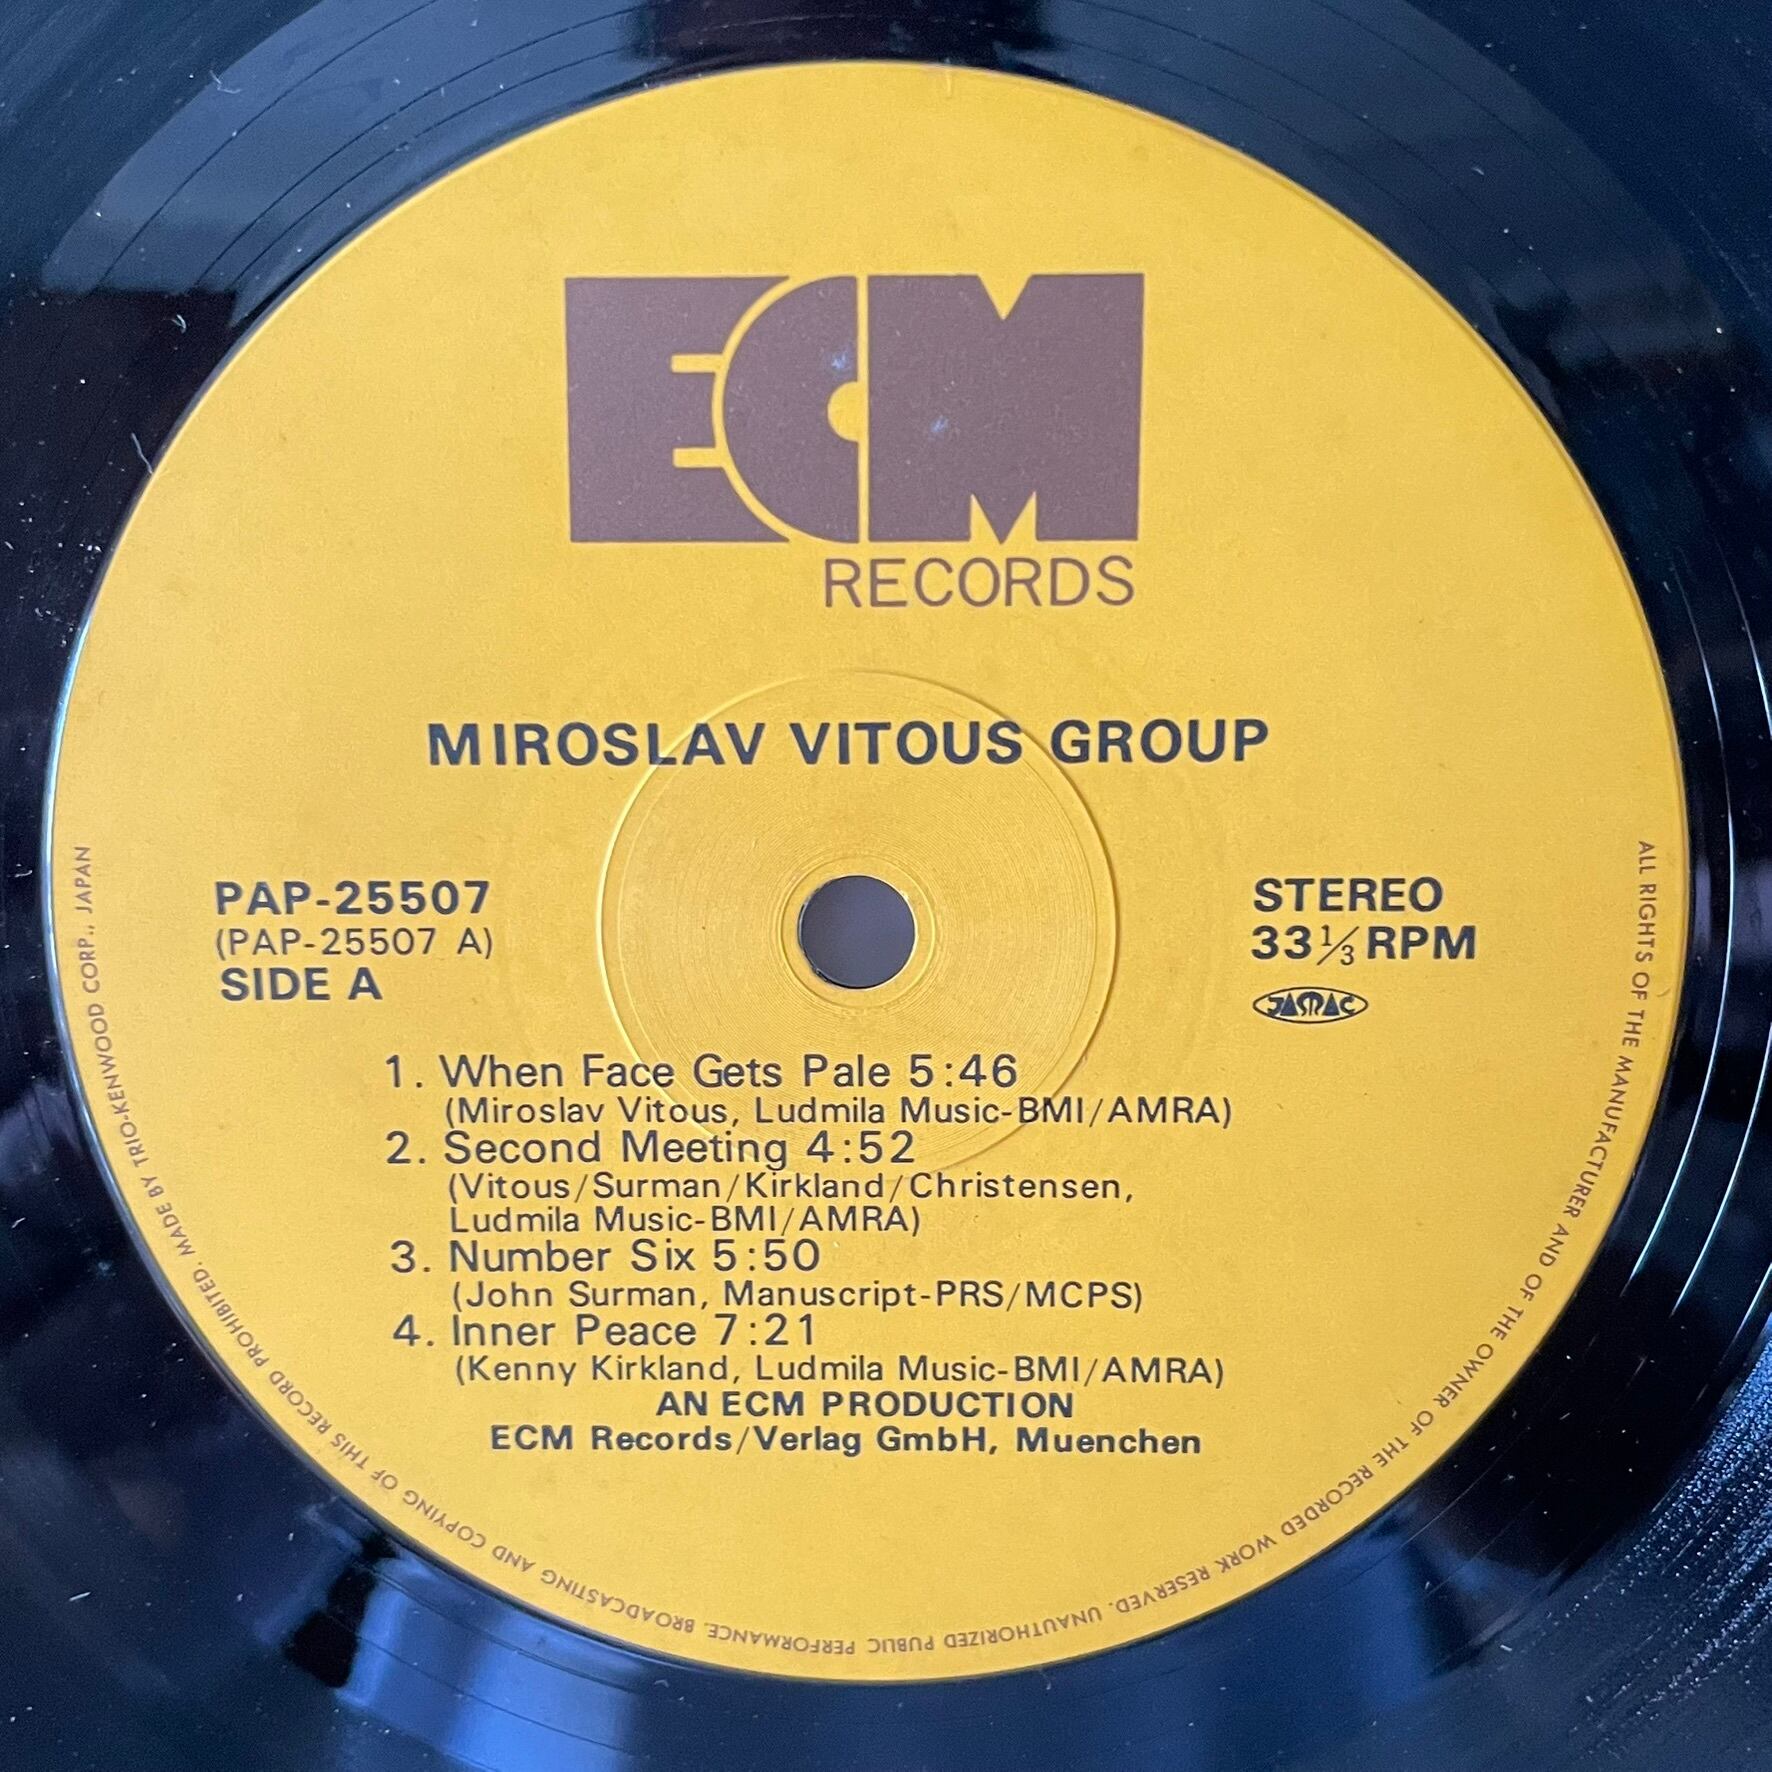 ECM
RECORDS
MIROSLAV VITOUS GROUP
PAP-25507
(PAP-25507 A)
SIDE A
STEREO
33 1/3 RPM
JASRAC
1. When Face Gets Pale 5:46
(Miroslav Vitous, Ludmila Music-BMI/AMRA)
2. Second Meeting 4:52
(Vitous/Surman/Kirkland/Christensen,
Ludmila Music-BMI/AMRA)
3. Number Six 5:50
(John Surman, Manuscript-PRS/MCPS)
4. Inner Peace 7:21
(Kenny Kirkland, Ludmila Music-BMI/AMRA)
AN ECM PRODUCTION
ECM Records/Verlag GmbH, Muenchen
ALL RIGHTS OF THE MANUFACTURER AND OF THE OWNER OF THE RECORDED WORK RESERVED. UNAUTHORIZED PUBLIC PERFORMANCE. BROADCASTING AND COPYING OF THIS RECORD PROHIBITED. MADE BY TRIO-KENWOOD CORP., JAPAN